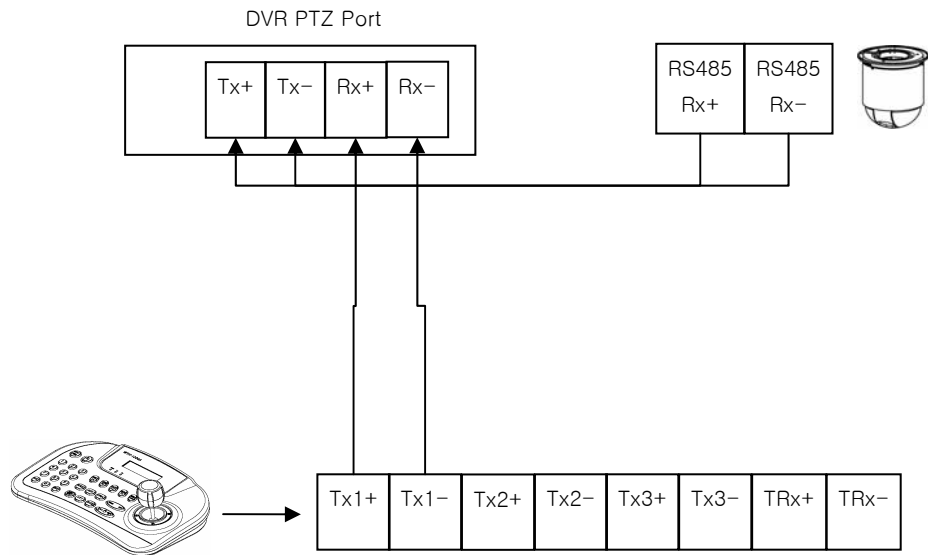 DVR PTZ Port
Tx+ Tx- Rx+ Rx-
RS485 RS485
Rx+ Rx-
Tx1+ Tx1- Tx2+ Tx2- Tx3+ Tx3- TRx+ TRx-